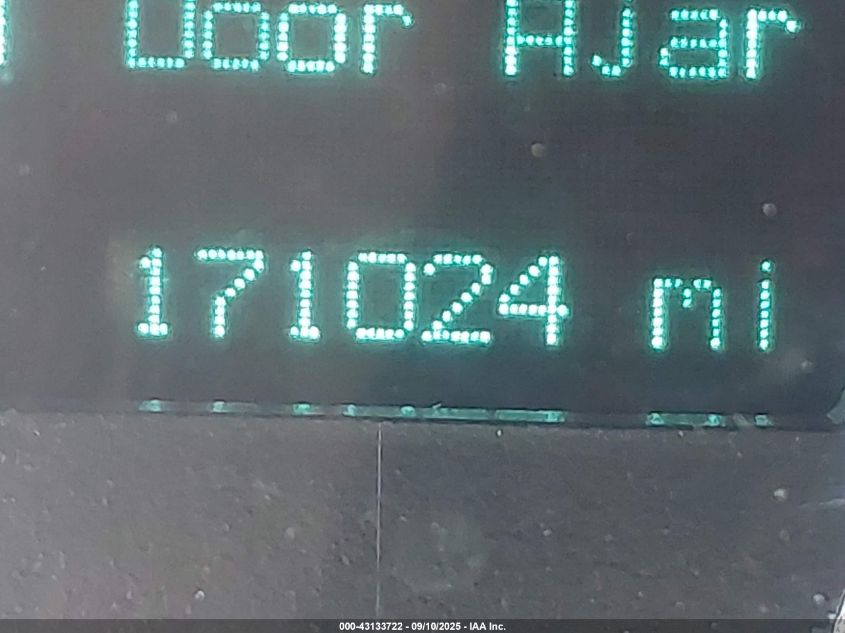 Door Ajar
171024 mi
000-43133722 - 09/10/2025 - IAA Inc.